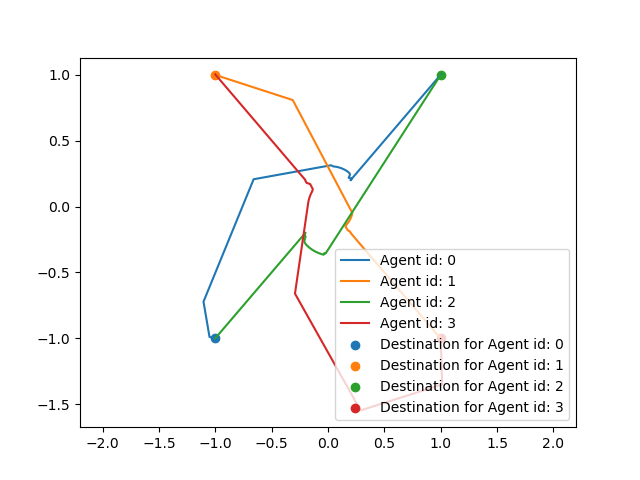 1.0
0.5
0.0
−0.5
−1.0
−1.5
Agent id: 0
Agent id: 1
Agent id: 2
Agent id: 3
Destination for Agent id: 0
Destination for Agent id: 1
Destination for Agent id: 2
Destination for Agent id: 3
−2.0 −1.5 −1.0 −0.5 0.0 0.5 1.0 1.5 2.0